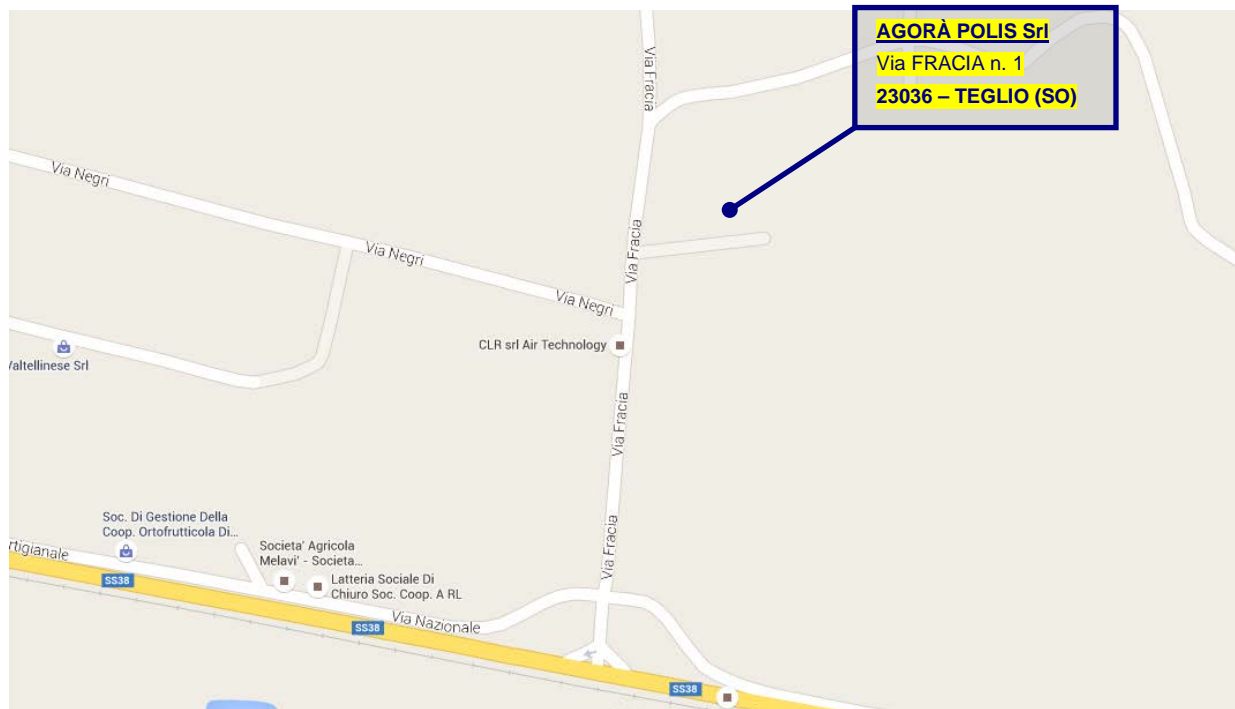 AGORÀ POLIS Srl
Via FRACIA n. 1
23036 – TEGLIO (SO)
Via Fracia
Via Negri
Via Fracia
Via Negri
Via Negri
CLR srl Air Technology
Valtellinese Srl
Via Fracia
Soc. Di Gestione Della
Coop. Ortofrutticola Di...
Via Fracia
rtigianale
Societa' Agricola
Melavi' - Societa...
SS38
Latteria Sociale Di
Chiuro Soc. Coop. A RL
Via Nazionale
SS38
SS38